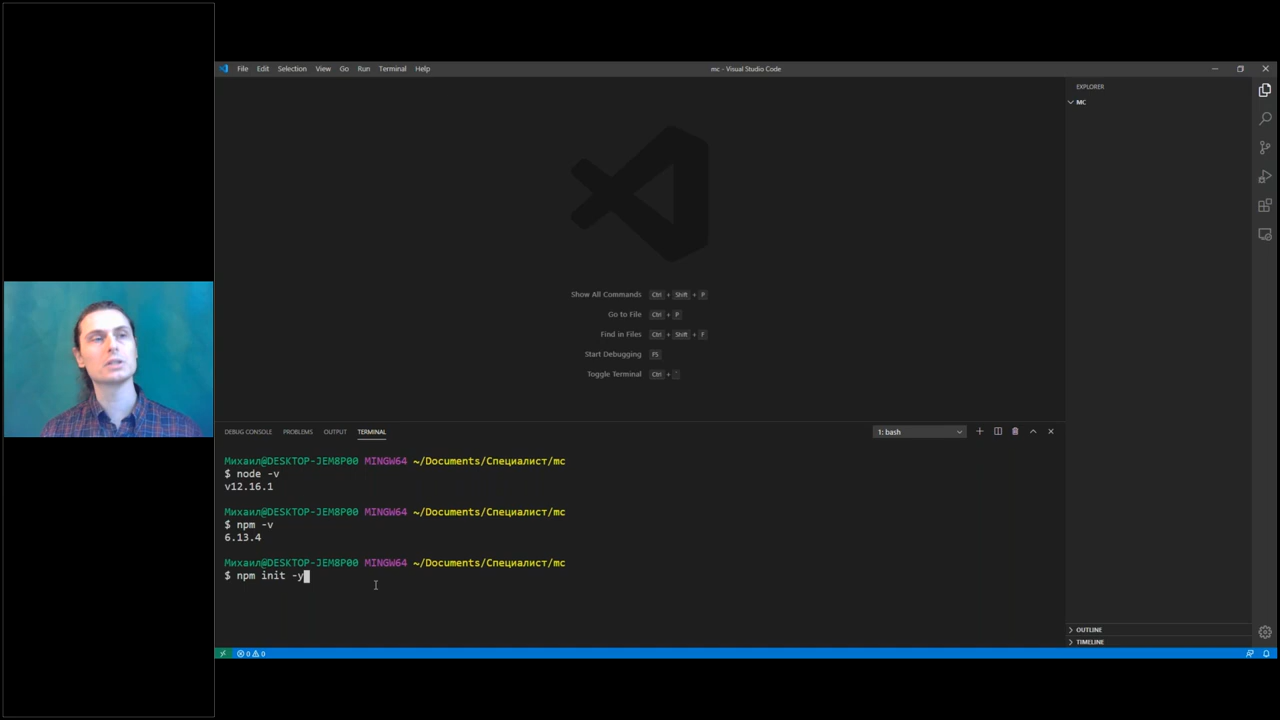 File Edit Selection View Go Run Terminal Help
mc - Visual Studio Code
EXPLORER
MC
Show All Commands Ctrl + Shift + P
Go to File Ctrl + P
Find in Files Ctrl + Shift + F
Start Debugging F5
Toggle Terminal Ctrl + `
DEBUG CONSOLE PROBLEMS OUTPUT TERMINAL
1: bash
Михаил@DESKTOP-JEM8P00 MINGW64 ~/Documents/Специалист/mc
$ node -v
v12.16.1
Михаил@DESKTOP-JEM8P00 MINGW64 ~/Documents/Специалист/mc
$ npm -v
6.13.4
Михаил@DESKTOP-JEM8P00 MINGW64 ~/Documents/Специалист/mc
$ npm init -y
OUTLINE
TIMELINE
0 0